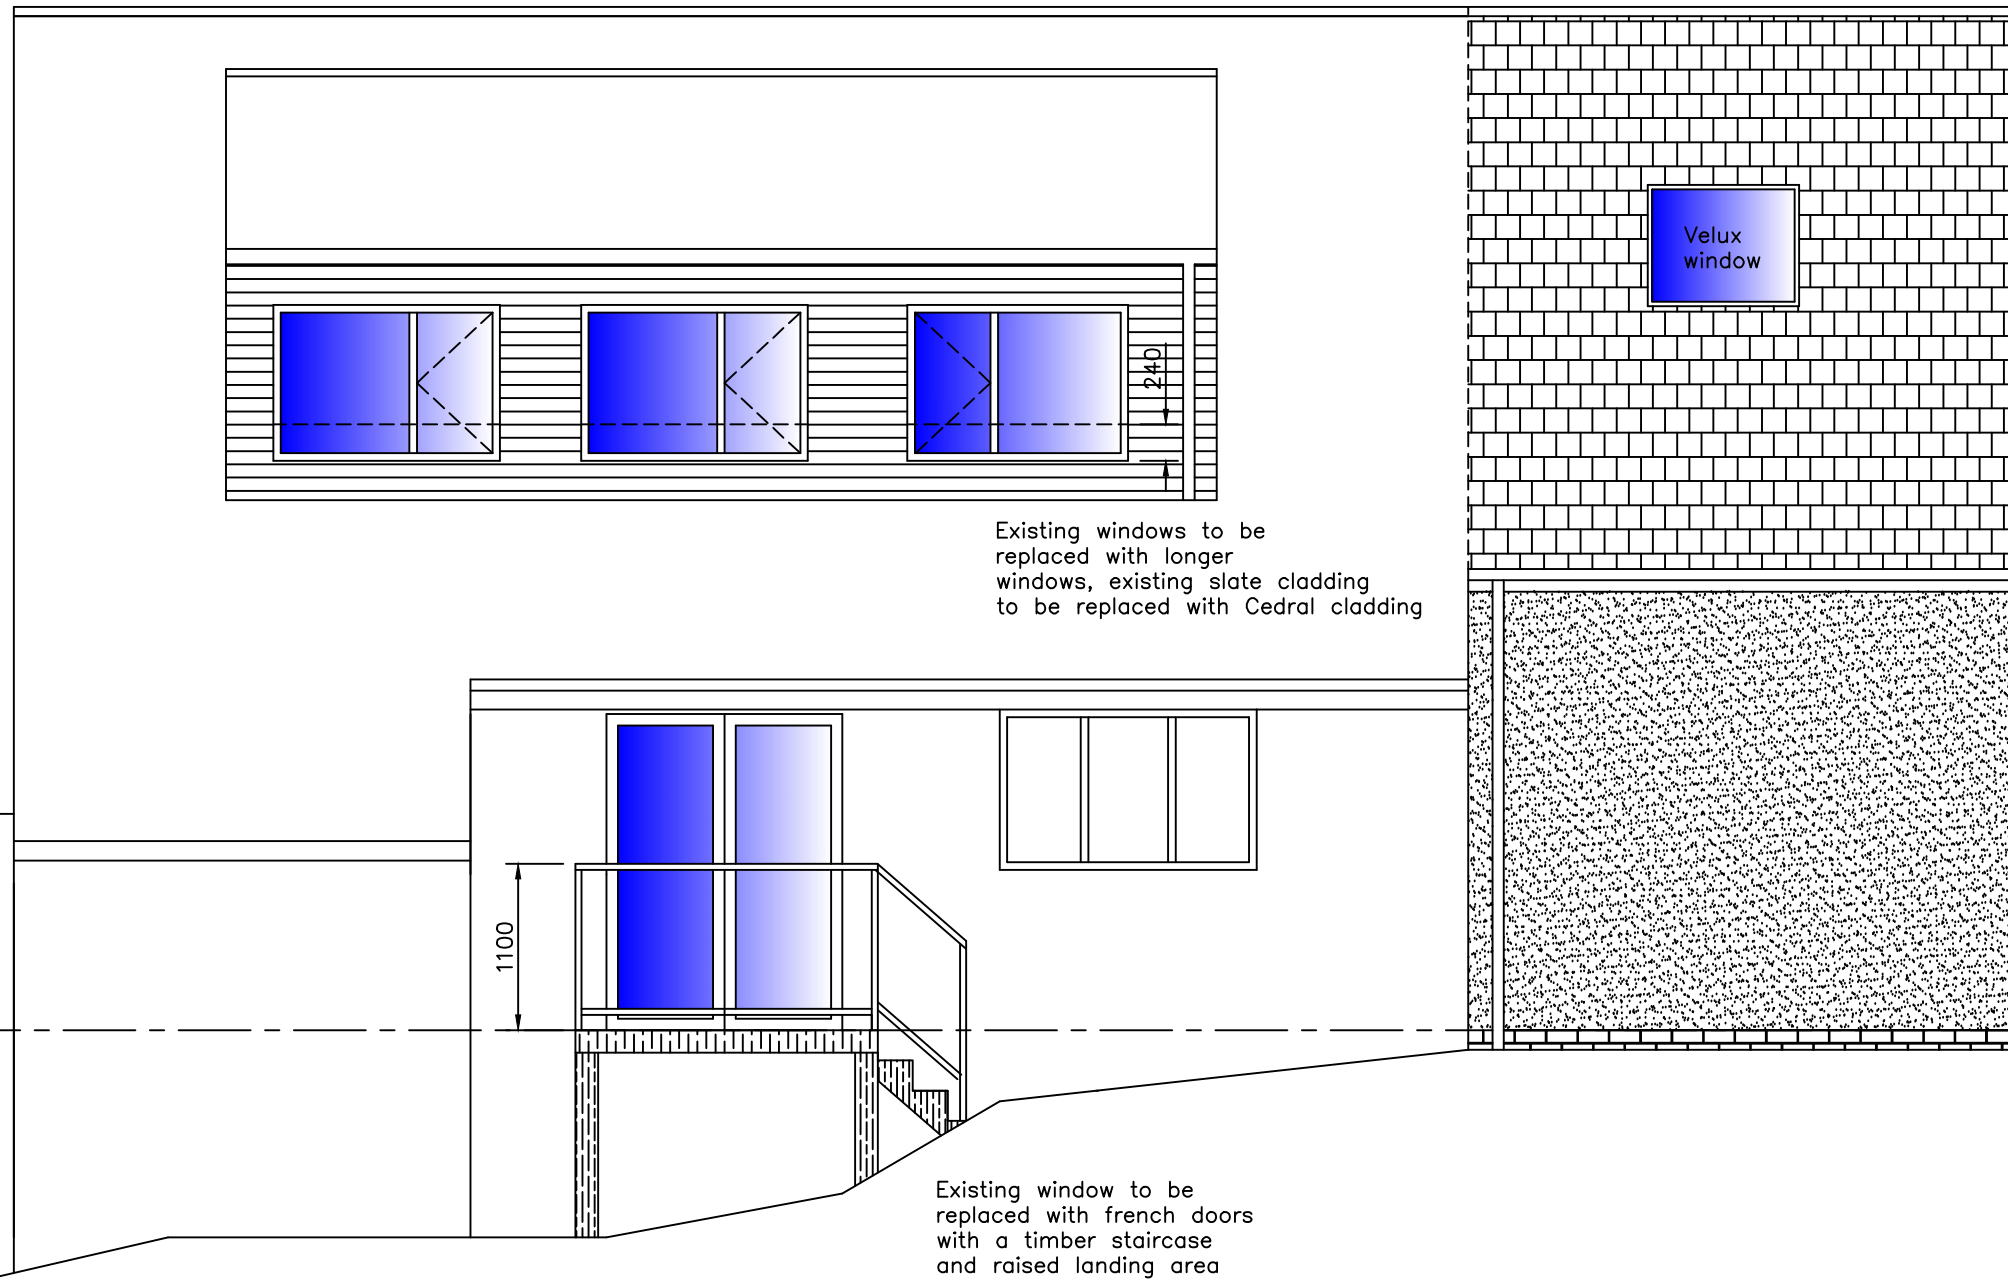 Velux
window
240
Existing windows to be
replaced with longer
windows, existing slate cladding
to be replaced with Cedral cladding
1100
Existing window to be
replaced with french doors
with a timber staircase
and raised landing area